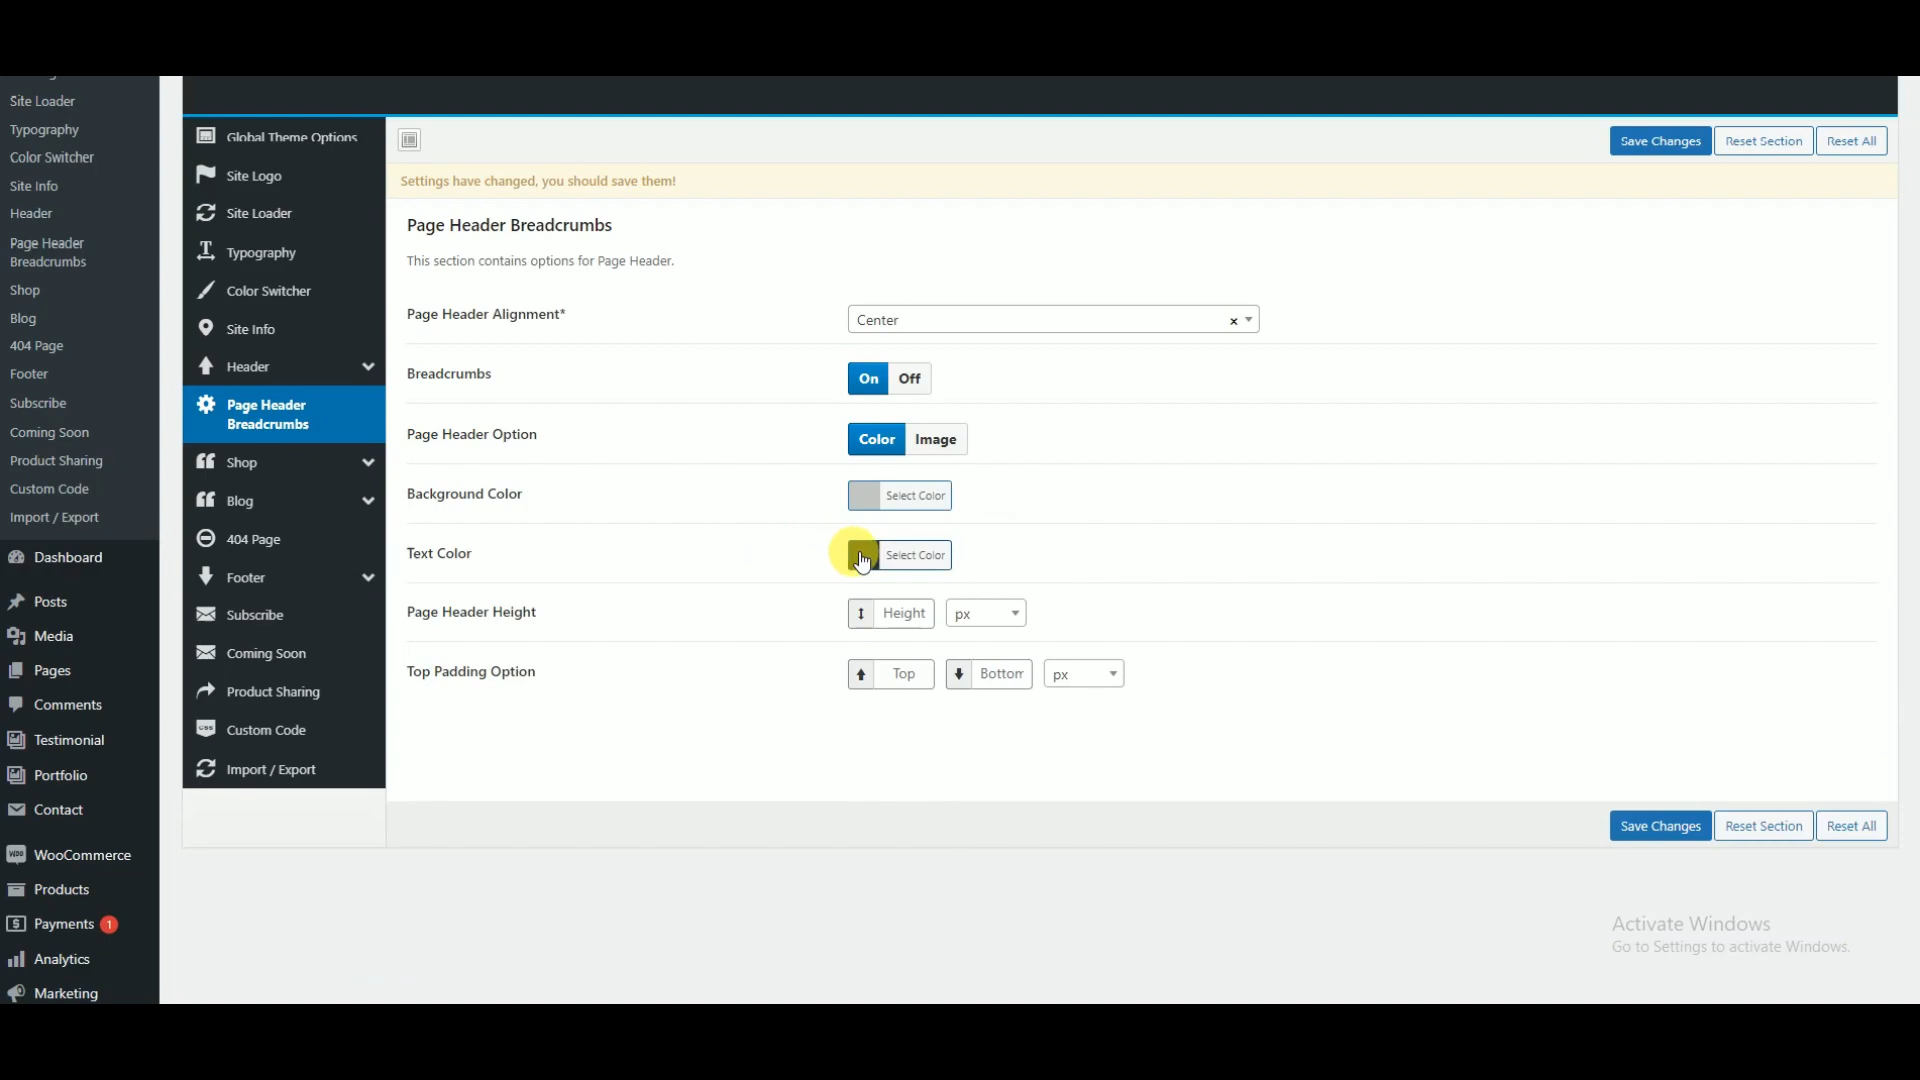 Site Loader
Typography
Color Switcher
Site Info
Header
Page Header
Breadcrumbs
Shop
Blog
404 Page
Footer
Subscribe
Coming Soon
Product Sharing
Custom Code
Import / Export
Dashboard
Posts
Media
Pages
Comments
Testimonial
Portfolio
Contact
WooCommerce
Products
Payments 1
Analytics
Marketing
Global Theme Options
Site Logo
Site Loader
Typography
Color Switcher
Site Info
Header
Page Header
Breadcrumbs
Shop
Blog
404 Page
Footer
Subscribe
Coming Soon
Product Sharing
Custom Code
Import / Export
Save Changes Reset Section Reset All
Settings have changed, you should save them!
Page Header Breadcrumbs
This section contains options for Page Header.
Page Header Alignment* Center × 
Breadcrumbs On Off
Page Header Option Color Image
Background Color Select Color
Text Color Select Color
Page Header Height Height px
Top Padding Option Top Bottom px
Save Changes Reset Section Reset All
Activate Windows
Go to Settings to activate Windows.